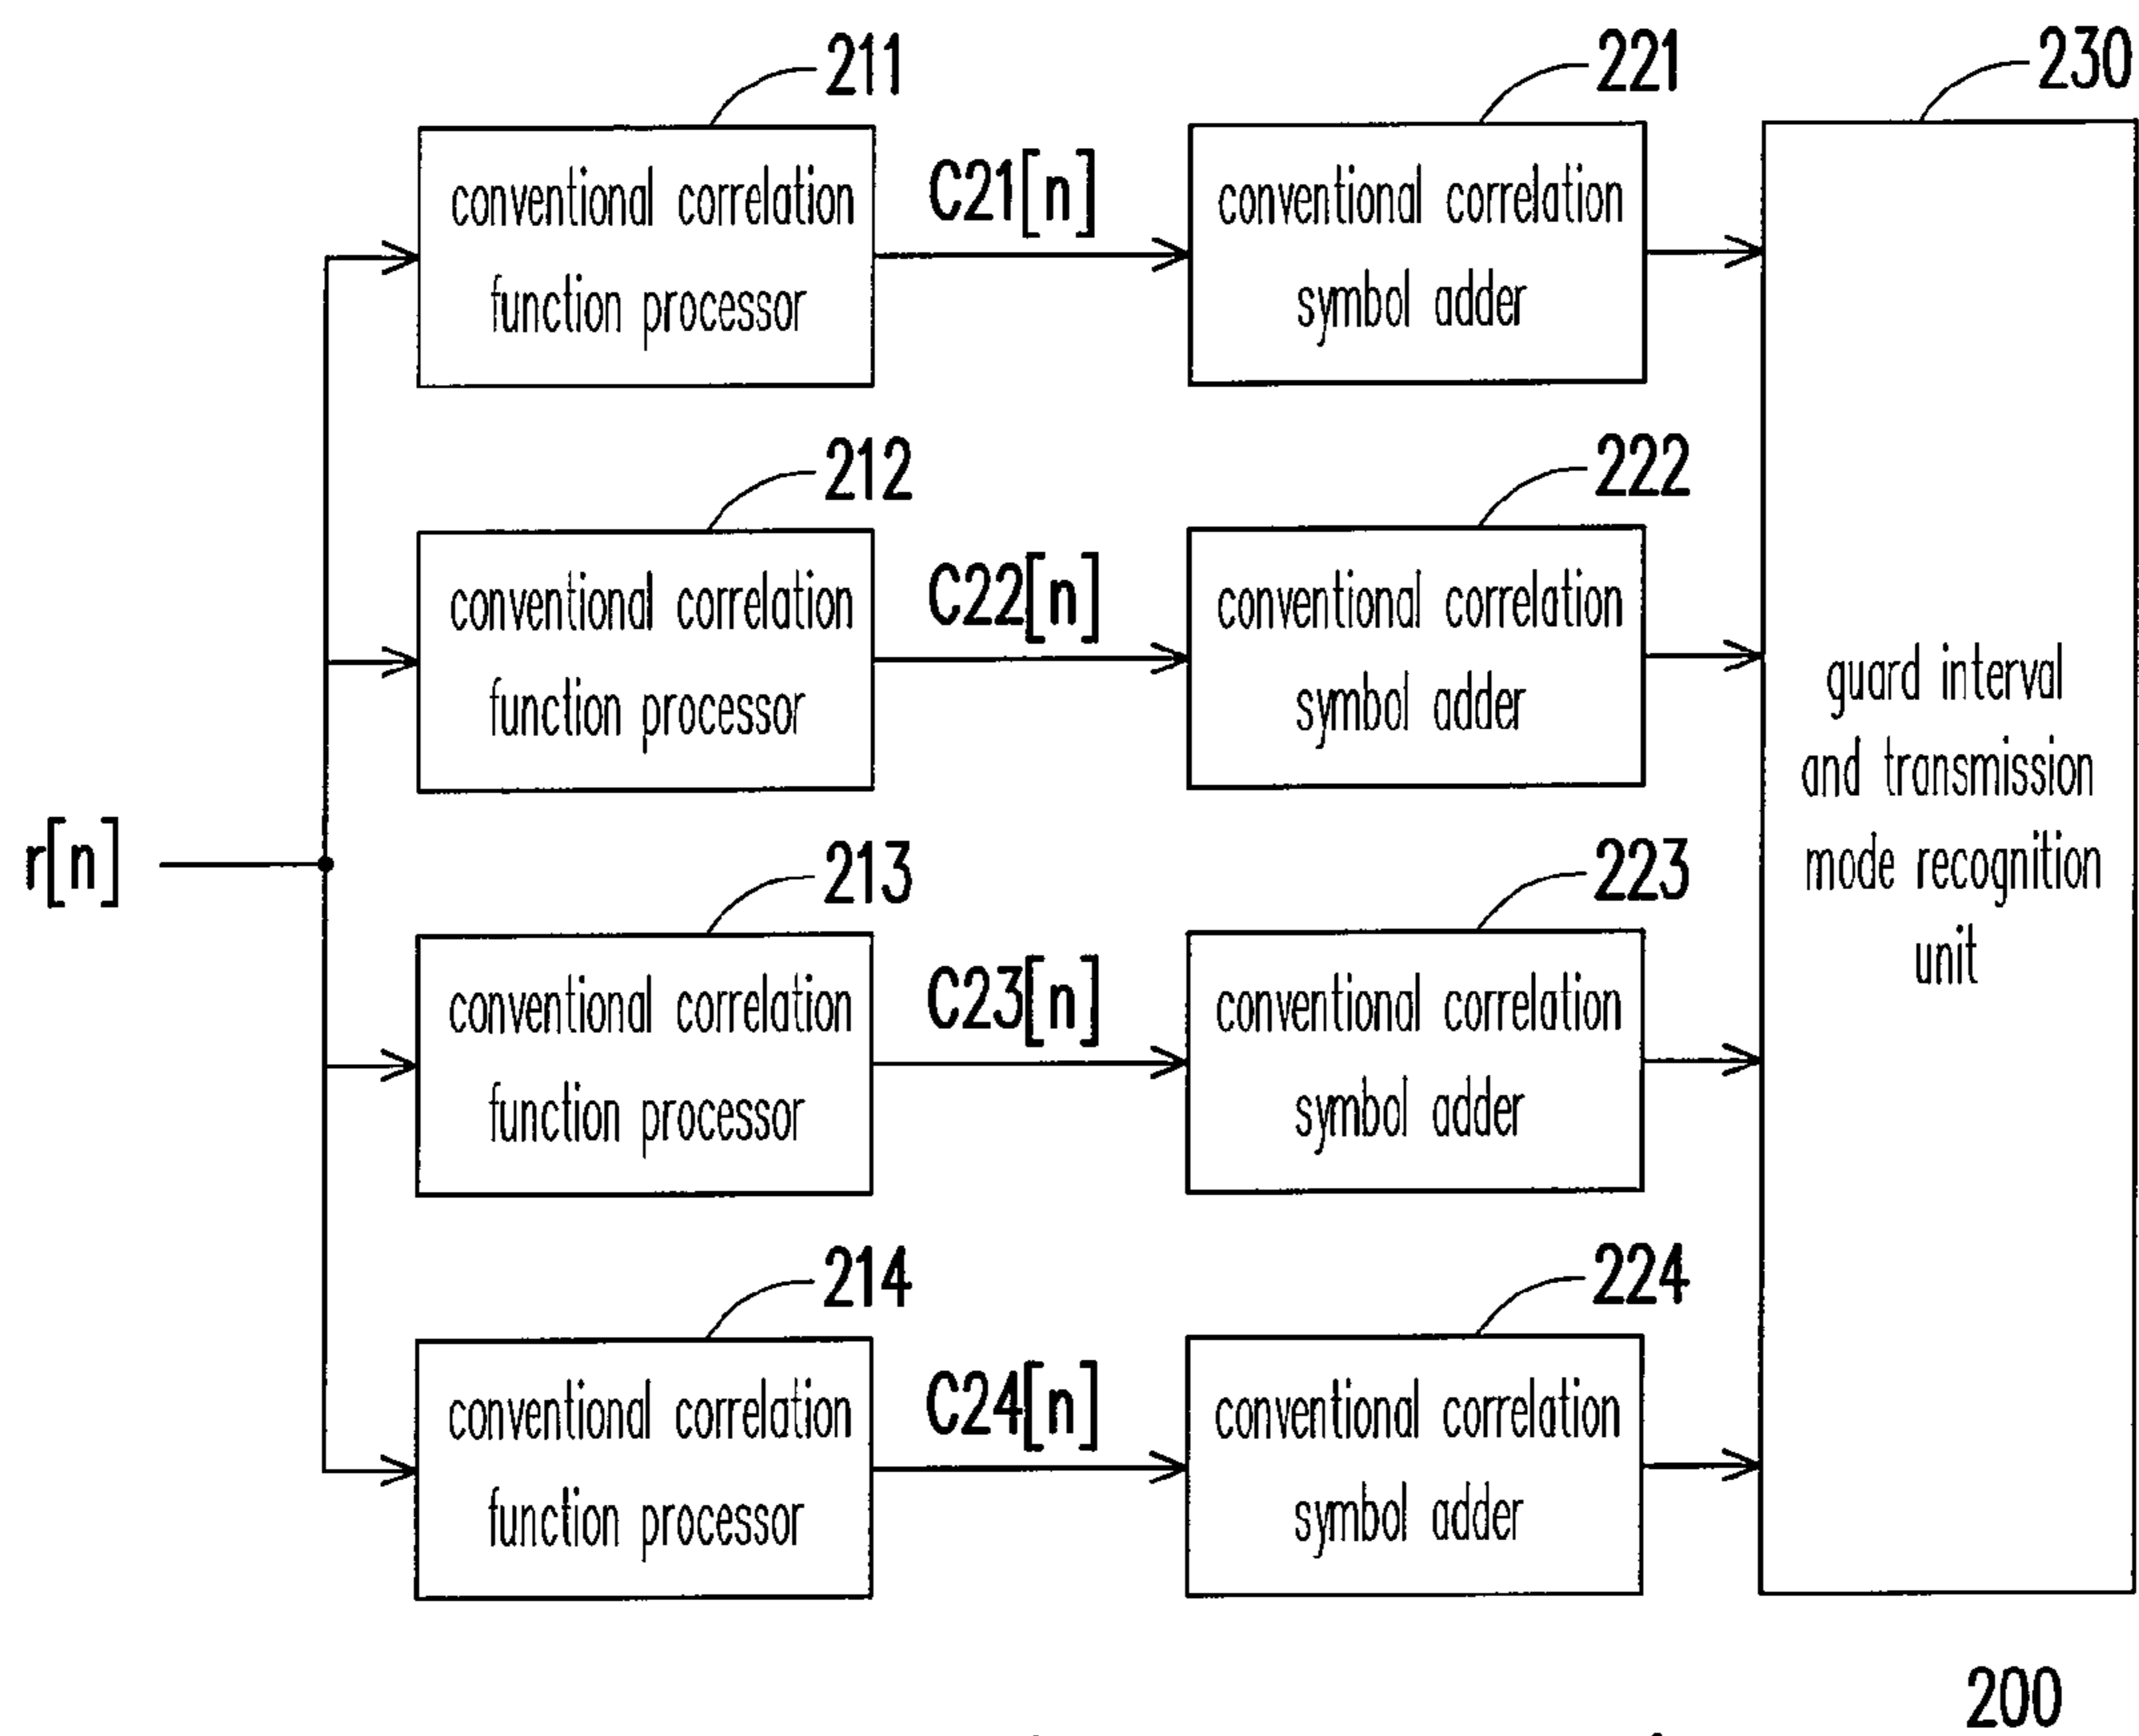 211
221
230
conventional correlation
function processor
C21[n]
conventional correlation
symbol adder
212
222
conventional correlation
function processor
C22[n]
conventional correlation
symbol adder
guard interval
and transmission
mode recognition
unit
r[n]
213
223
conventional correlation
function processor
C23[n]
conventional correlation
symbol adder
214
224
conventional correlation
function processor
C24[n]
conventional correlation
symbol adder
200